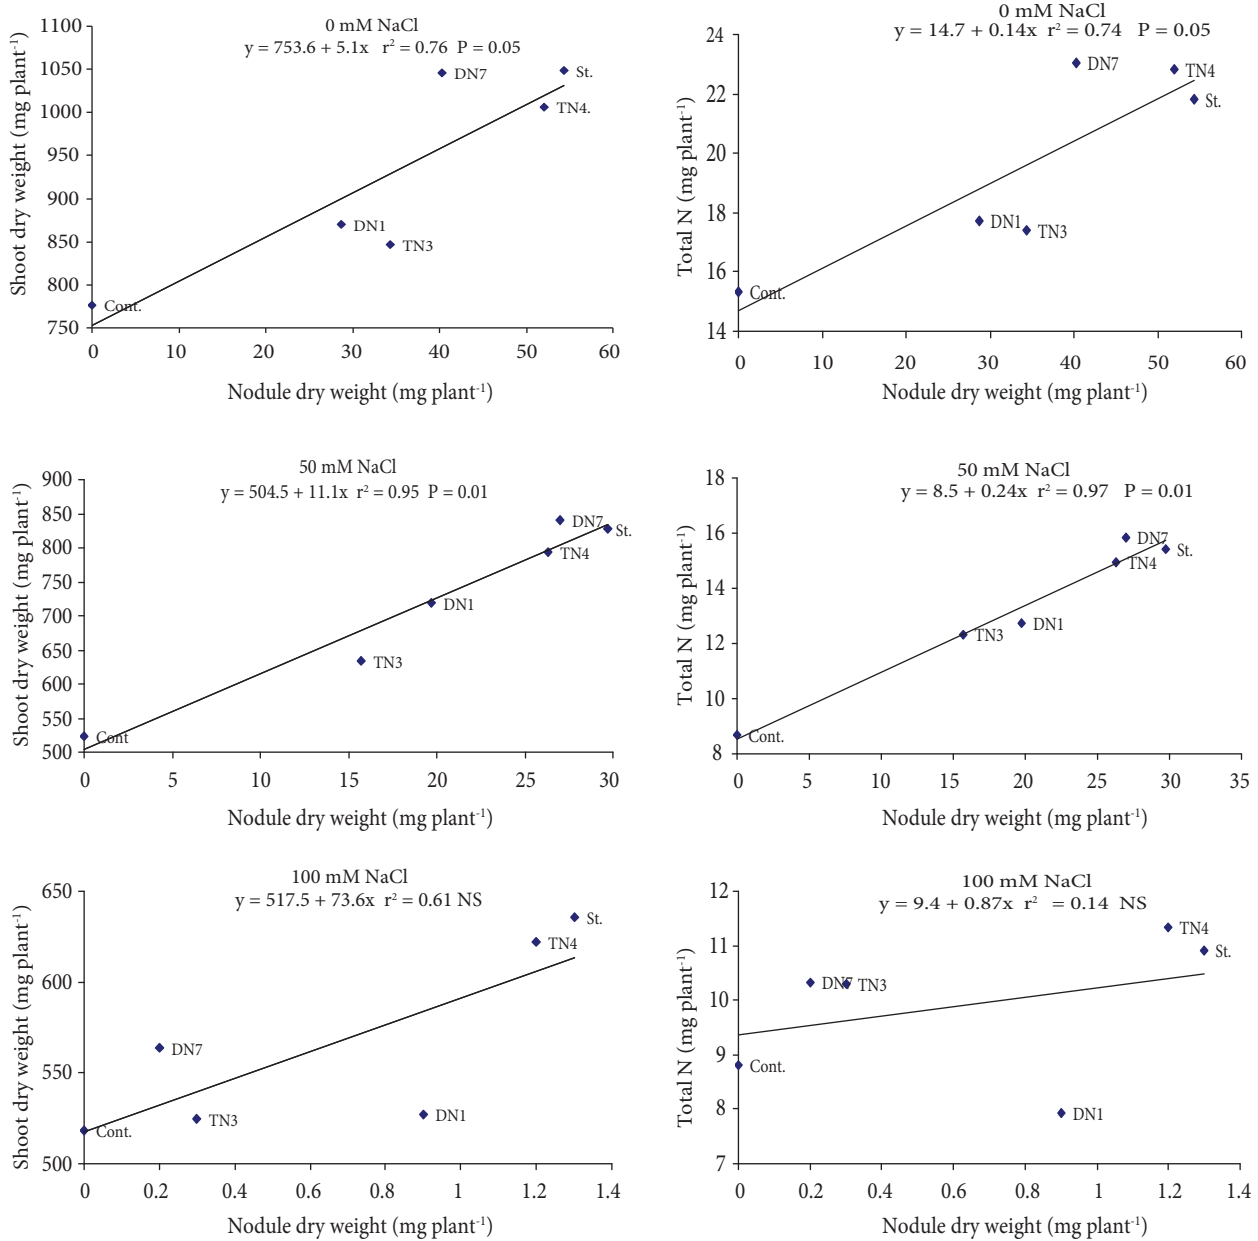 0 mM NaCl
y = 753.6 + 5.1x r² = 0.76 P = 0.05
Shoot dry weight (mg plant⁻¹)
1100
1050
1000
950
900
850
800
750
DN7
St.
TN4.
DN1
TN3
Cont.
0 10 20 30 40 50 60
Nodule dry weight (mg plant⁻¹)
0 mM NaCl
y = 14.7 + 0.14x r² = 0.74 P = 0.05
Total N (mg plant⁻¹)
24
22
20
18
16
14
DN7
TN4
St.
DN1
TN3
Cont.
0 10 20 30 40 50 60
Nodule dry weight (mg plant⁻¹)
50 mM NaCl
y = 504.5 + 11.1x r² = 0.95 P = 0.01
Shoot dry weight (mg plant⁻¹)
900
850
800
750
700
650
600
550
500
DN7
St.
TN4
DN1
TN3
Cont
0 5 10 15 20 25 30
Nodule dry weight (mg plant⁻¹)
50 mM NaCl
y = 8.5 + 0.24x r² = 0.97 P = 0.01
Total N (mg plant⁻¹)
18
16
14
12
10
8
DN7
St.
TN4
DN1
TN3
Cont.
0 5 10 15 20 25 30 35
Nodule dry weight (mg plant⁻¹)
100 mM NaCl
y = 517.5 + 73.6x r² = 0.61 NS
Shoot dry weight (mg plant⁻¹)
650
600
550
500
St.
TN4
DN7
TN3
DN1
Cont.
0 0.2 0.4 0.6 0.8 1 1.2 1.4
Nodule dry weight (mg plant⁻¹)
100 mM NaCl
y = 9.4 + 0.87x r² = 0.14 NS
Total N (mg plant⁻¹)
12
11
10
9
8
7
TN4
St.
DN7
TN3
Cont.
DN1
0 0.2 0.4 0.6 0.8 1 1.2 1.4
Nodule dry weight (mg plant⁻¹)